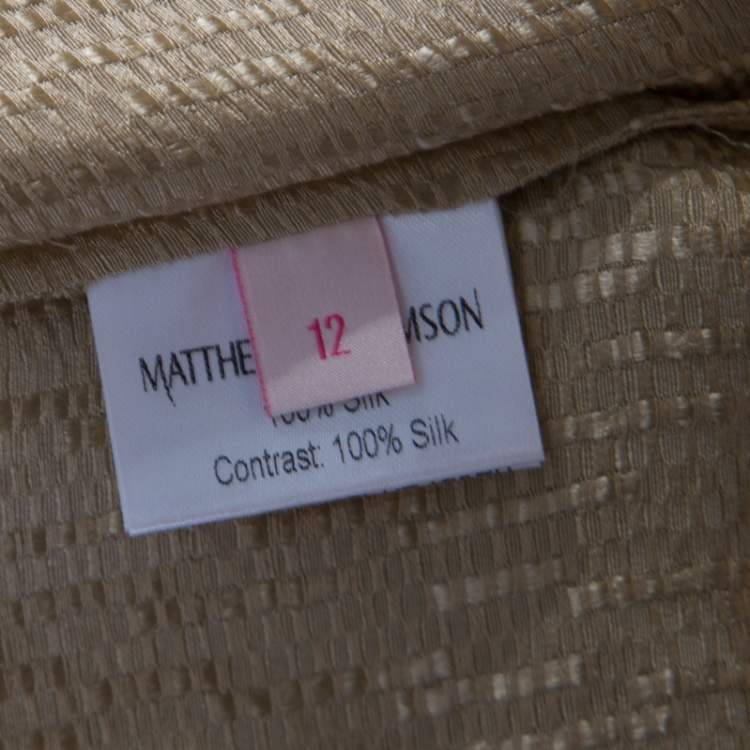 MATTHE MSON
12
100% Silk
Contrast: 100% Silk